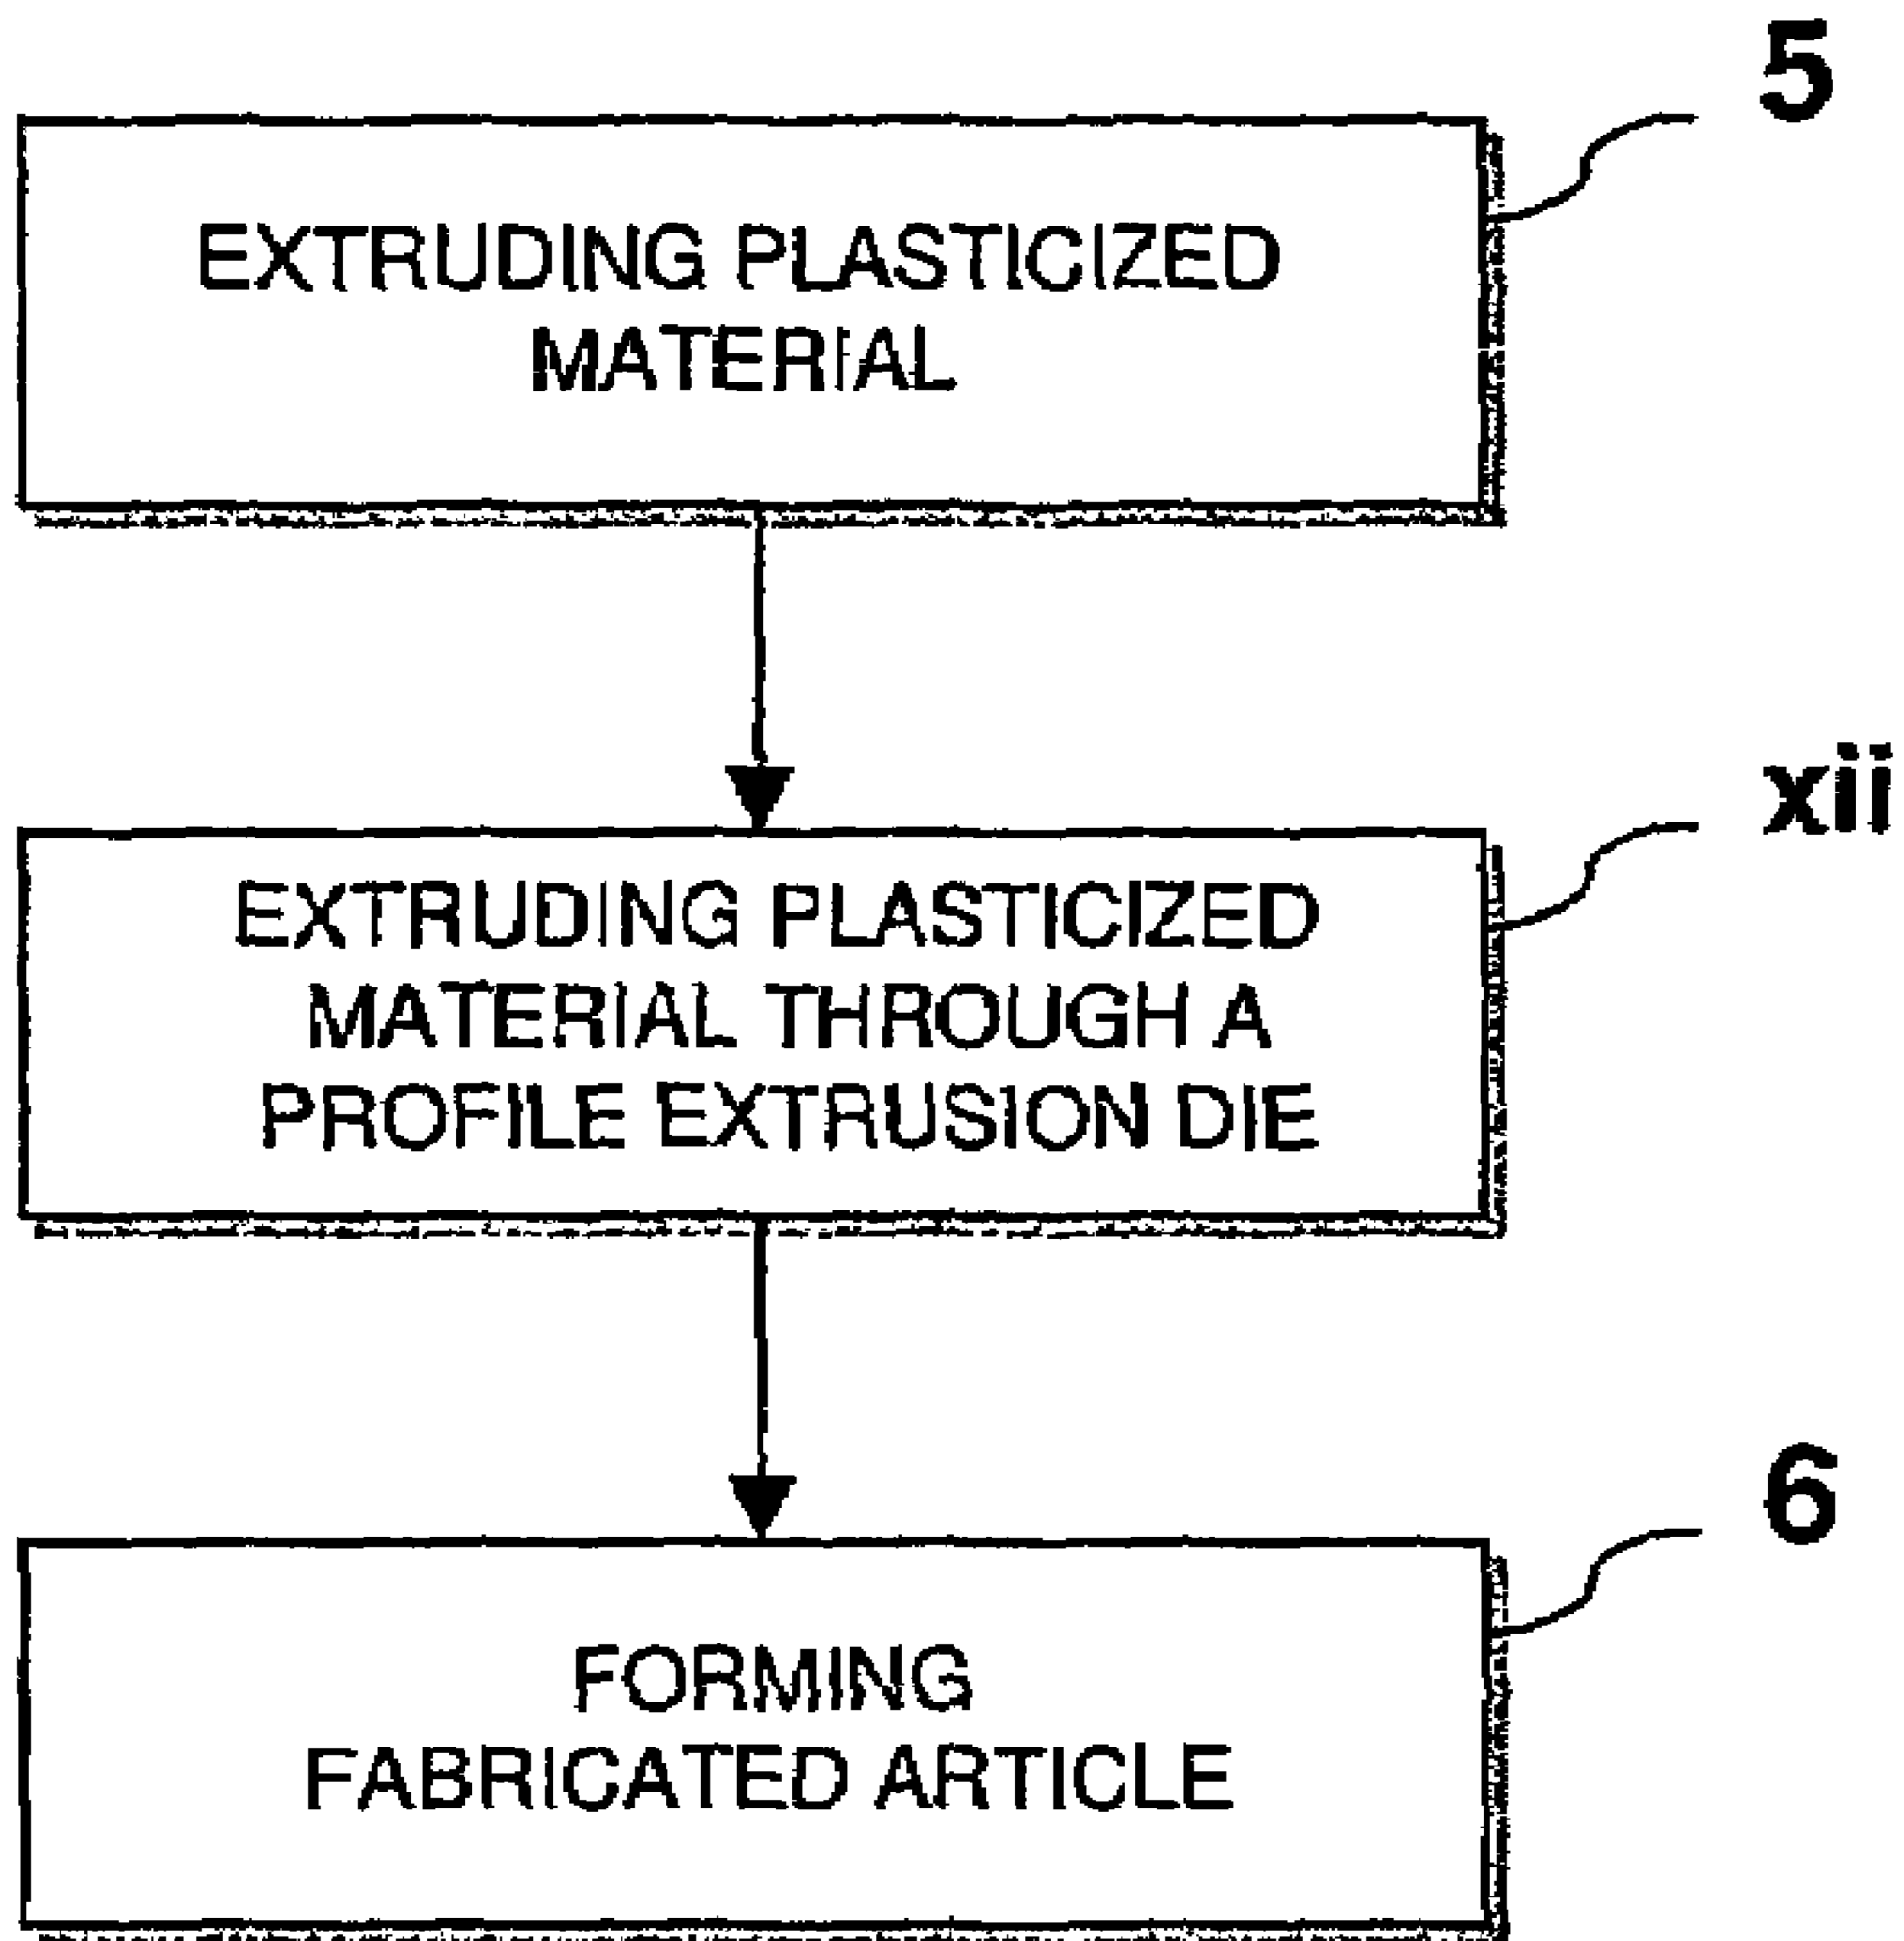 5
EXTRUDING PLASTICIZED
MATERIAL
xii
EXTRUDING PLASTICIZED
MATERIAL THROUGH A
PROFILE EXTRUSION DIE
6
FORMING
FABRICATED ARTICLE